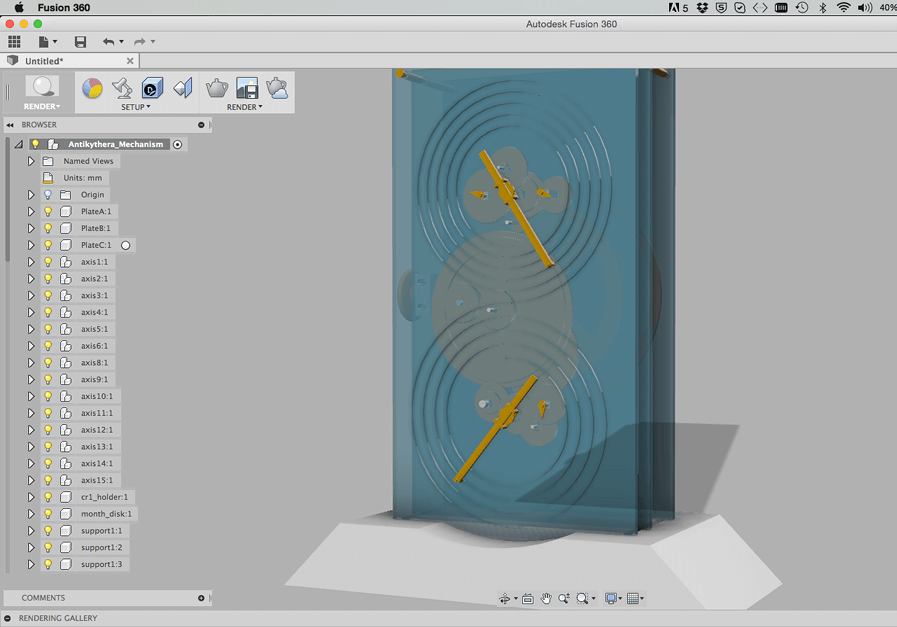 Fusion 360
5
40%
Autodesk Fusion 360
Untitled*
RENDER
SETUP
RENDER
BROWSER
Antikythera_Mechanism
Named Views
Units: mm
Origin
PlateA:1
PlateB:1
PlateC:1
axis1:1
axis2:1
axis3:1
axis4:1
axis5:1
axis6:1
axis8:1
axis9:1
axis10:1
axis11:1
axis12:1
axis13:1
axis14:1
axis15:1
cr1_holder:1
month_disk:1
support1:1
support1:2
support1:3
COMMENTS
RENDERING GALLERY